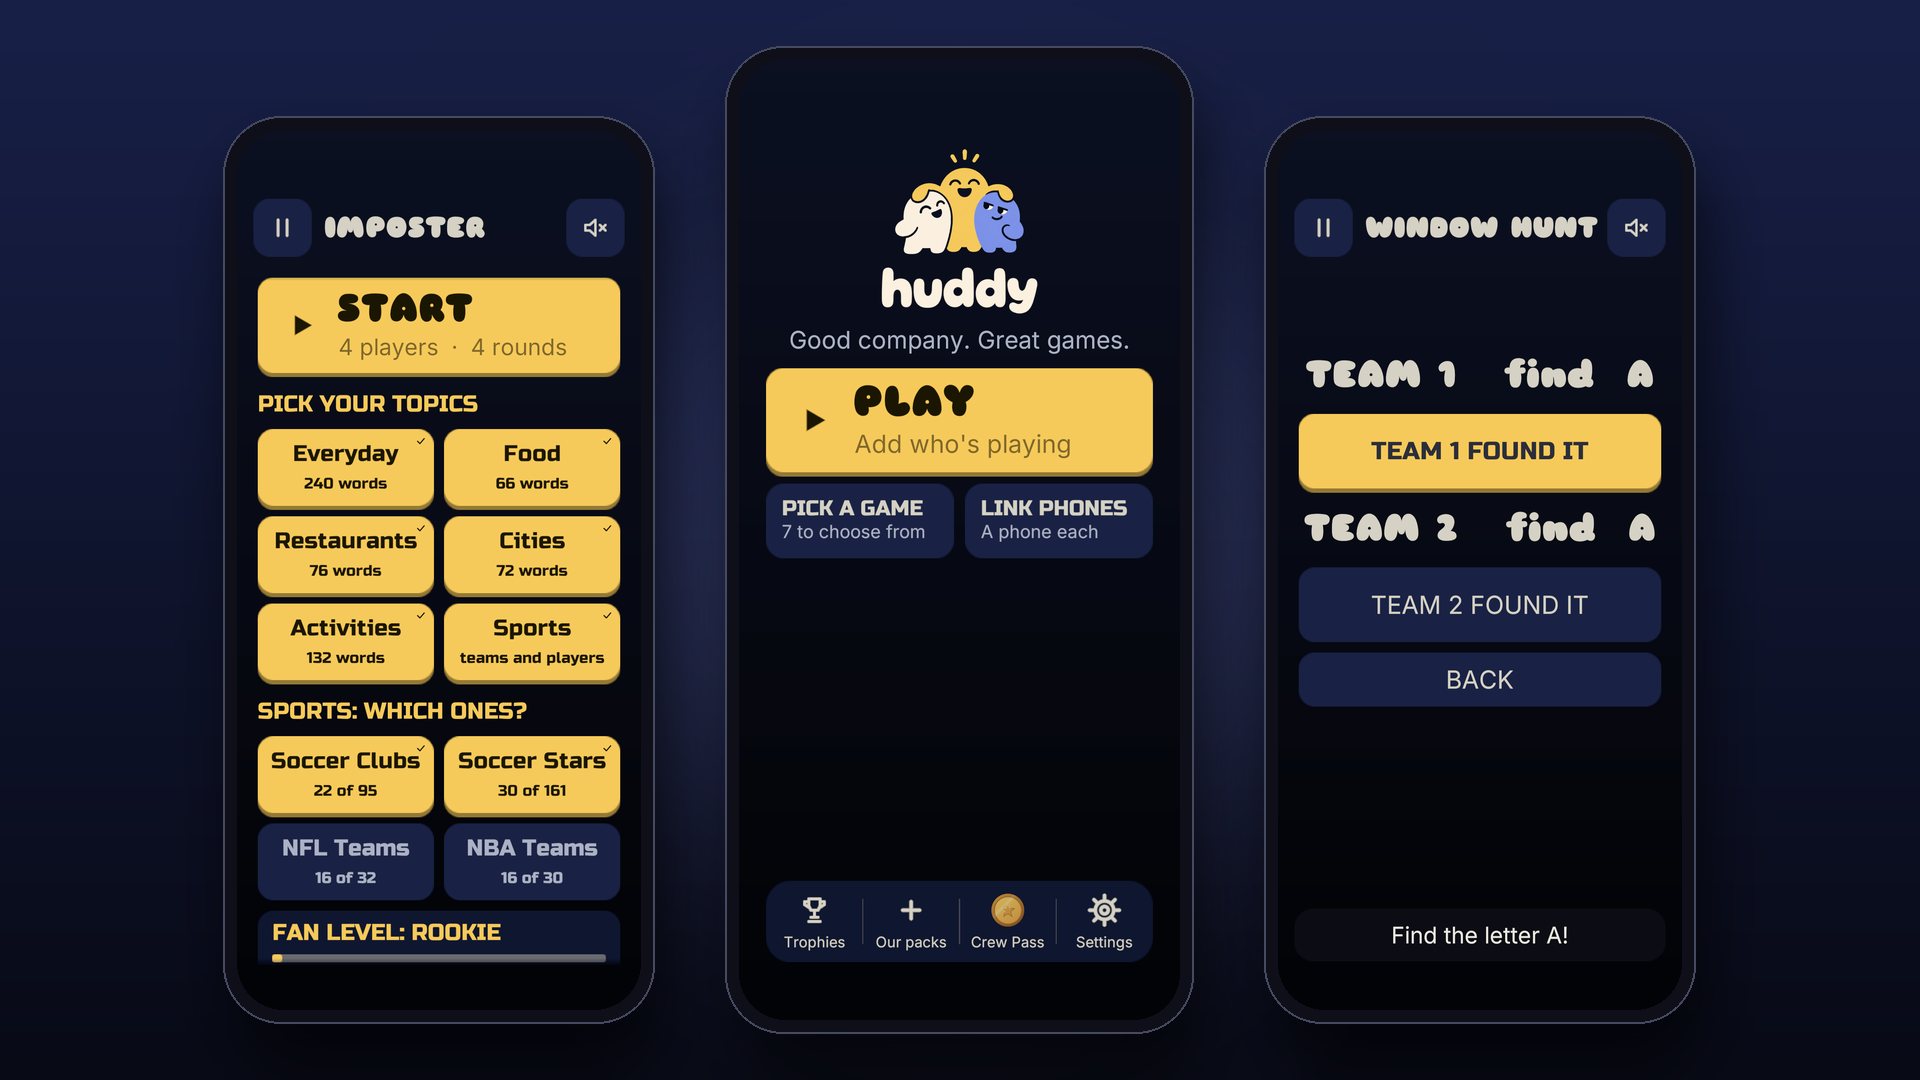 IMPOSTER
START
4 players · 4 rounds
PICK YOUR TOPICS
Everyday
240 words
Food
66 words
Restaurants
76 words
Cities
72 words
Activities
132 words
Sports
teams and players
SPORTS: WHICH ONES?
Soccer Clubs
22 of 95
Soccer Stars
30 of 161
NFL Teams
16 of 32
NBA Teams
16 of 30
FAN LEVEL: ROOKIE
huddy
Good company. Great games.
PLAY
Add who's playing
PICK A GAME
7 to choose from
LINK PHONES
A phone each
Trophies
Our packs
Crew Pass
Settings
WINDOW HUNT
TEAM 1 find A
TEAM 1 FOUND IT
TEAM 2 find A
TEAM 2 FOUND IT
BACK
Find the letter A!